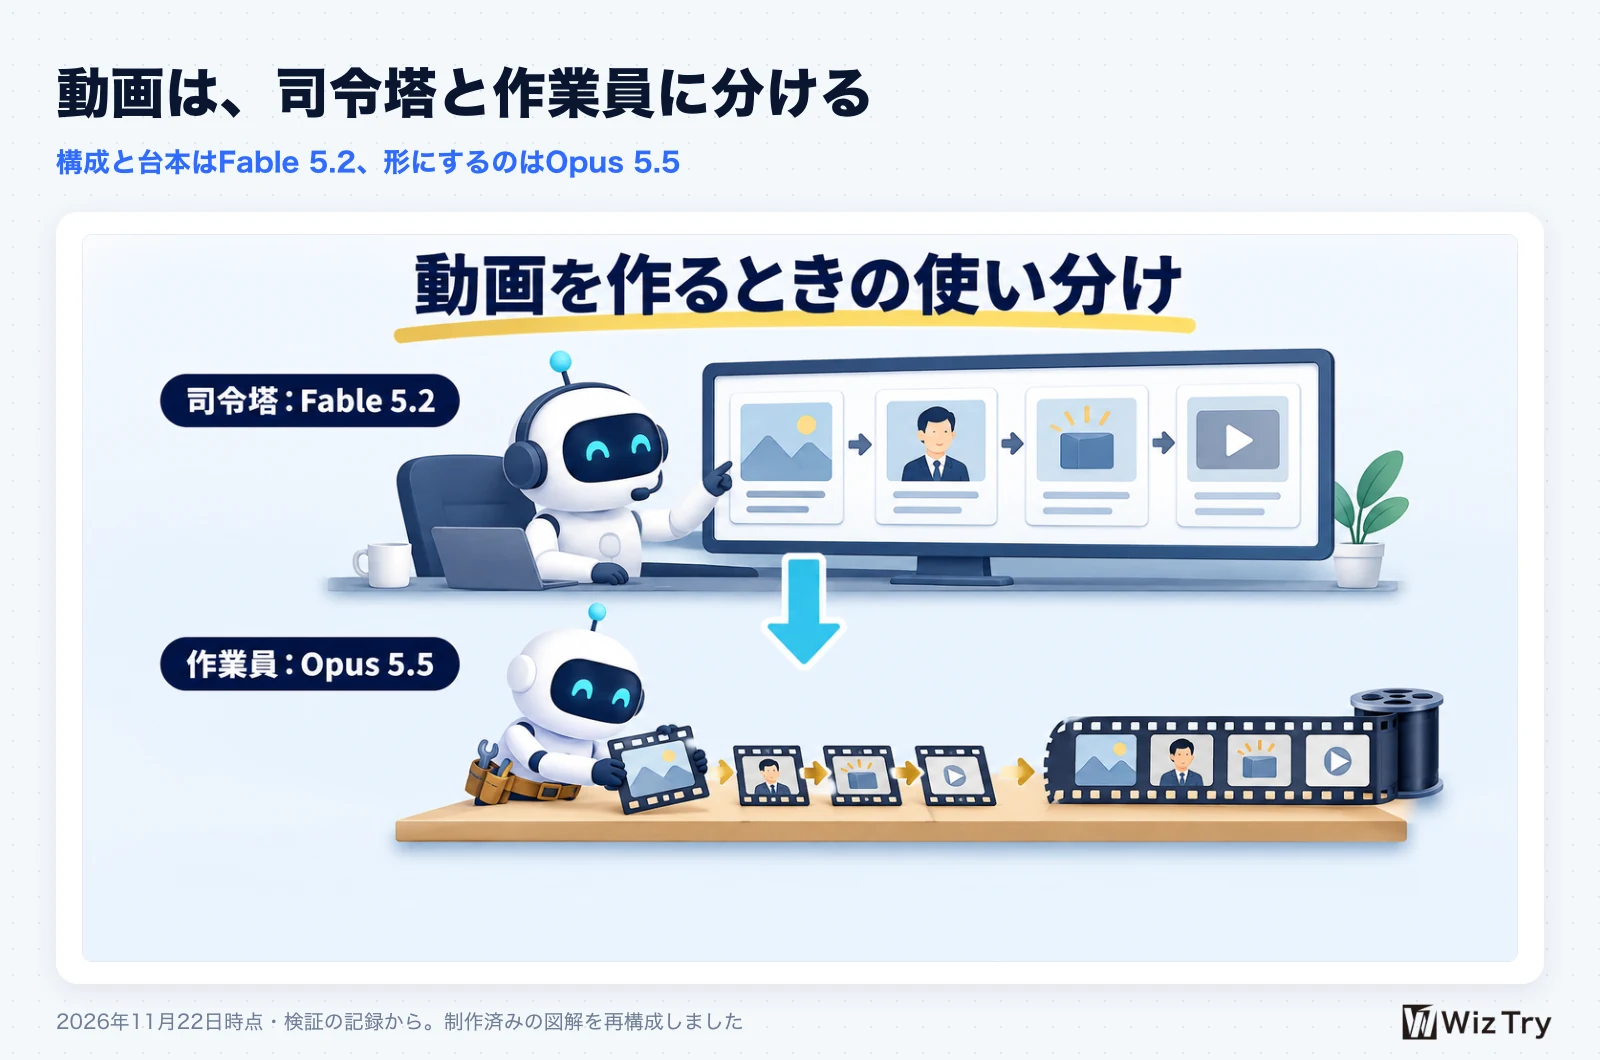 動画は、司令塔と作業員に分ける
構成と台本はFable 5.2、形にするのはOpus 5.5
動画を作るときの使い分け
司令塔：Fable 5.2
作業員：Opus 5.5
2026年11月22日時点・検証の記録から。制作済みの図解を再構成しました
Wiz Try